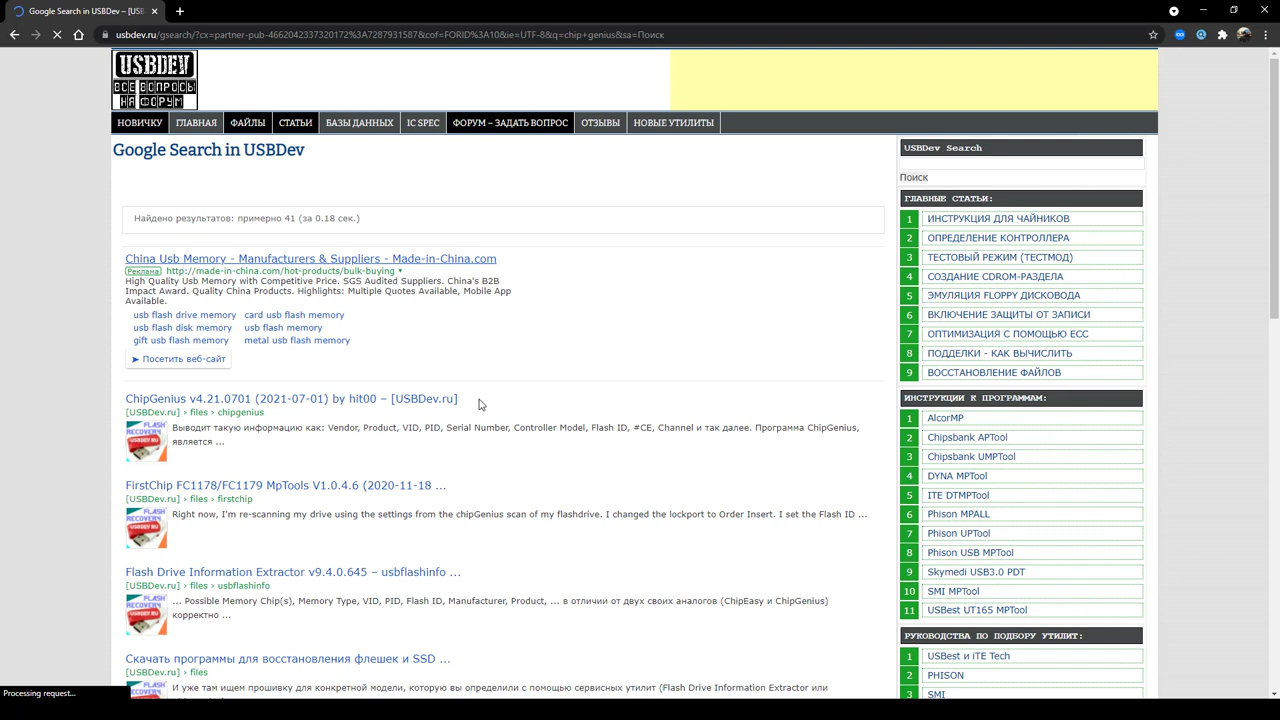 Google Search in USBDev – [USB
usbdev.ru/gsearch/?cx=partner-pub-4662042337320172%3A7287931587&cof=FORID%3A10&ie=UTF-8&q=chip+genius&sa=Поиск
USBDEV
ВСЕ ВОПРОСЫ
НА ФОРУМ
НОВИЧКУ
ГЛАВНАЯ
ФАЙЛЫ
СТАТЬИ
БАЗЫ ДАННЫХ
IC SPEC
ФОРУМ – ЗАДАТЬ ВОПРОС
ОТЗЫВЫ
НОВЫЕ УТИЛИТЫ
Google Search in USBDev
Найдено результатов: примерно 41 (за 0.18 сек.)
China Usb Memory - Manufacturers & Suppliers - Made-in-China.com
Реклама http://made-in-china.com/hot-products/bulk-buying
High Quality Usb Memory with Competitive Price. SGS Audited Suppliers. China's B2B
Impact Award. Quality China Products. Highlights: Multiple Quotes Available, Mobile App
Available.
usb flash drive memory card usb flash memory
usb flash disk memory usb flash memory
gift usb flash memory metal usb flash memory
Посетить веб-сайт
ChipGenius v4.21.0701 (2021-07-01) by hit00 – [USBDev.ru]
[USBDev.ru] › files › chipgenius
FLASH
RECOVERY
USBDEV.RU
Выводит такую информацию как: Vendor, Product, VID, PID, Serial Number, Controller Model, Flash ID, #CE, Channel и так далее. Программа ChipGenius,
является ...
FirstChip FC1178/FC1179 MpTools V1.0.4.6 (2020-11-18 ...
[USBDev.ru] › files › firstchip
FLASH
RECOVERY
USBDEV.RU
Right now, I'm re-scanning my drive using the settings from the chipGenius scan of my flashdrive. I changed the lockport to Order Insert. I set the Flash ID ...
Flash Drive Information Extractor v9.4.0.645 – usbflashinfo ...
[USBDev.ru] › files › usbflashinfo
FLASH
RECOVERY
USBDEV.RU
... Possible Memory Chip(s), Memory Type, VID, PID, Flash ID, Manufacturer, Product, ... в отличии от двух своих аналогов (ChipEasy и ChipGenius)
корректно ...
Скачать программы для восстановления флешек и SSD ...
[USBDev.ru] › files
FLASH
И уже там ищем прошивку для конкретной модели, которую вы определили с помощью сервисных утилит (Flash Drive Information Extractor или
USBDev Search
Поиск
ГЛАВНЫЕ СТАТЬИ:
1 ИНСТРУКЦИЯ ДЛЯ ЧАЙНИКОВ
2 ОПРЕДЕЛЕНИЕ КОНТРОЛЛЕРА
3 ТЕСТОВЫЙ РЕЖИМ (ТЕСТМОД)
4 СОЗДАНИЕ CDROM-РАЗДЕЛА
5 ЭМУЛЯЦИЯ FLOPPY ДИСКОВОДА
6 ВКЛЮЧЕНИЕ ЗАЩИТЫ ОТ ЗАПИСИ
7 ОПТИМИЗАЦИЯ С ПОМОЩЬЮ ECC
8 ПОДДЕЛКИ - КАК ВЫЧИСЛИТЬ
9 ВОССТАНОВЛЕНИЕ ФАЙЛОВ
ИНСТРУКЦИИ К ПРОГРАММАМ:
1 AlcorMP
2 Chipsbank APTool
3 Chipsbank UMPTool
4 DYNA MPTool
5 ITE DTMPTool
6 Phison MPALL
7 Phison UPTool
8 Phison USB MPTool
9 Skymedi USB3.0 PDT
10 SMI MPTool
11 USBest UT165 MPTool
РУКОВОДСТВА ПО ПОДБОРУ УТИЛИТ:
1 USBest и iTE Tech
2 PHISON
3 SMI
Processing request...